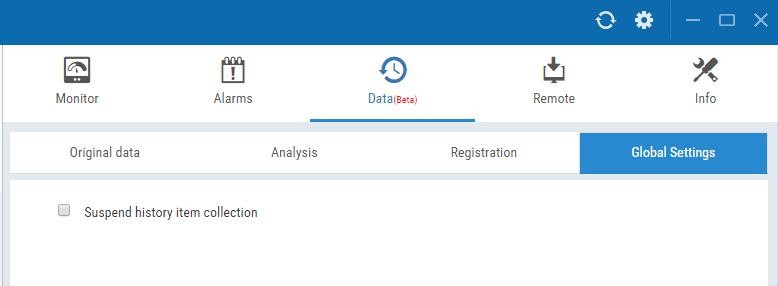 Monitor Alarms Data(Beta) Remote Info
Original data Analysis Registration Global Settings
Suspend history item collection